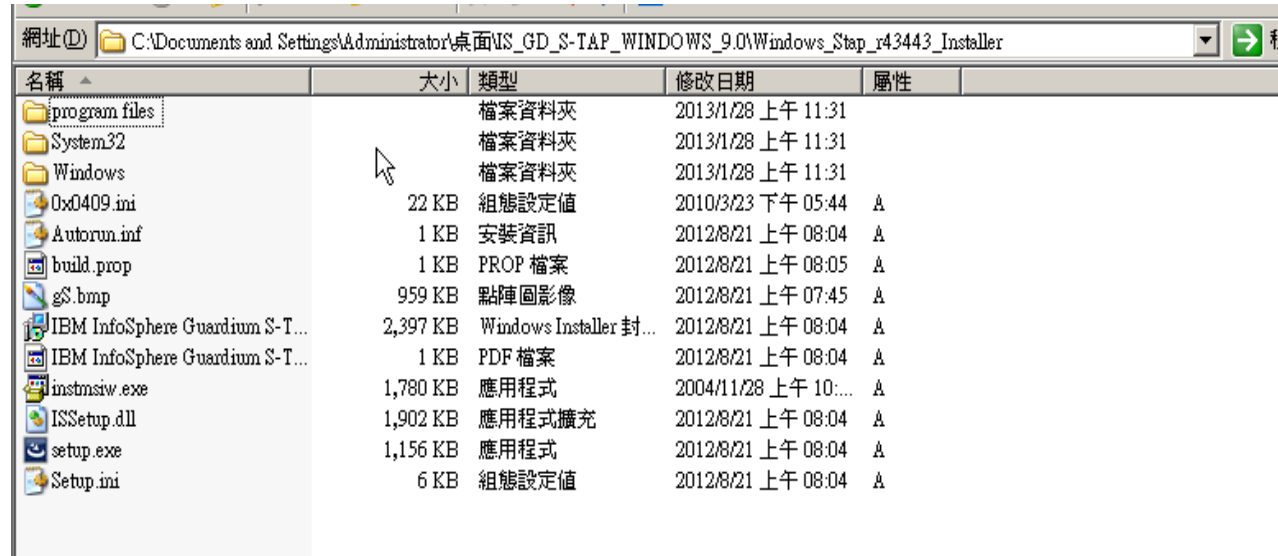 網址(D) C:\Documents and Settings\Administrator\桌面\IS_GD_S-TAP_WINDOWS_9.0\Windows_Stap_r43443_Installer
名稱 大小 類型 修改日期 屬性
program files 檔案資料夾 2013/1/28 上午 11:31
System32 檔案資料夾 2013/1/28 上午 11:31
Windows 檔案資料夾 2013/1/28 上午 11:31
0x0409.ini 22 KB 組態設定值 2010/3/23 下午 05:44 A
Autorun.inf 1 KB 安裝資訊 2012/8/21 上午 08:04 A
build.prop 1 KB PROP 檔案 2012/8/21 上午 08:05 A
gS.bmp 959 KB 點陣圖影像 2012/8/21 上午 07:45 A
IBM InfoSphere Guardium S-T... 2,397 KB Windows Installer 封... 2012/8/21 上午 08:04 A
IBM InfoSphere Guardium S-T... 1 KB PDF 檔案 2012/8/21 上午 08:04 A
instmsiw.exe 1,780 KB 應用程式 2004/11/28 上午 10:... A
ISSetup.dll 1,902 KB 應用程式擴充 2012/8/21 上午 08:04 A
setup.exe 1,156 KB 應用程式 2012/8/21 上午 08:04 A
Setup.ini 6 KB 組態設定值 2012/8/21 上午 08:04 A